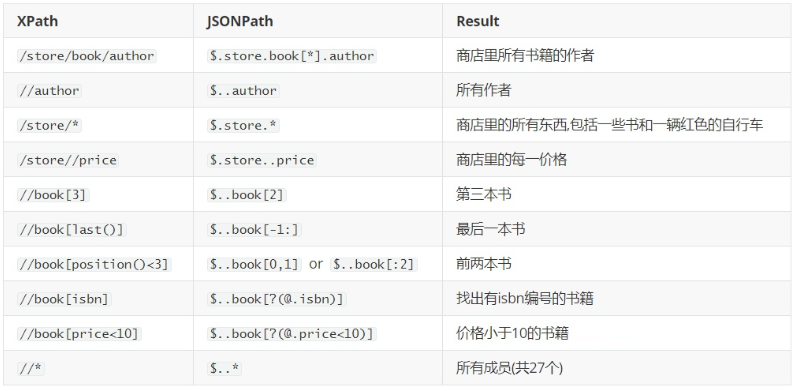 XPath JSONPath Result
/store/book/author $.store.book[*].author 商店里所有书籍的作者
//author $..author 所有作者
/store/* $.store.* 商店里的所有东西,包括一些书和一辆红色的自行车
/store//price $.store..price 商店里的每一价格
//book[3] $..book[2] 第三本书
//book[last()] $..book[-1:] 最后一本书
//book[position()<3] $..book[0,1] or $..book[:2] 前两本书
//book[isbn] $..book[?(@.isbn)] 找出有isbn编号的书籍
//book[price<10] $..book[?(@.price<10)] 价格小于10的书籍
//* $..* 所有成员(共27个)